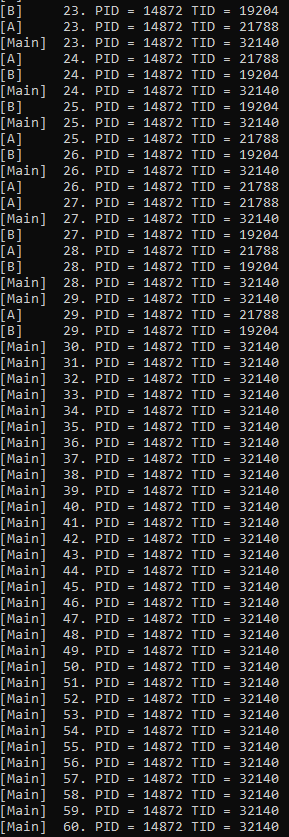 [B]     23. PID = 14872 TID = 19204
[A]     23. PID = 14872 TID = 21788
[Main]  23. PID = 14872 TID = 32140
[A]     24. PID = 14872 TID = 21788
[B]     24. PID = 14872 TID = 19204
[Main]  24. PID = 14872 TID = 32140
[B]     25. PID = 14872 TID = 19204
[Main]  25. PID = 14872 TID = 32140
[A]     25. PID = 14872 TID = 21788
[B]     26. PID = 14872 TID = 19204
[Main]  26. PID = 14872 TID = 32140
[A]     26. PID = 14872 TID = 21788
[A]     27. PID = 14872 TID = 21788
[Main]  27. PID = 14872 TID = 32140
[B]     27. PID = 14872 TID = 19204
[A]     28. PID = 14872 TID = 21788
[B]     28. PID = 14872 TID = 19204
[Main]  28. PID = 14872 TID = 32140
[Main]  29. PID = 14872 TID = 32140
[A]     29. PID = 14872 TID = 21788
[B]     29. PID = 14872 TID = 19204
[Main]  30. PID = 14872 TID = 32140
[Main]  31. PID = 14872 TID = 32140
[Main]  32. PID = 14872 TID = 32140
[Main]  33. PID = 14872 TID = 32140
[Main]  34. PID = 14872 TID = 32140
[Main]  35. PID = 14872 TID = 32140
[Main]  36. PID = 14872 TID = 32140
[Main]  37. PID = 14872 TID = 32140
[Main]  38. PID = 14872 TID = 32140
[Main]  39. PID = 14872 TID = 32140
[Main]  40. PID = 14872 TID = 32140
[Main]  41. PID = 14872 TID = 32140
[Main]  42. PID = 14872 TID = 32140
[Main]  43. PID = 14872 TID = 32140
[Main]  44. PID = 14872 TID = 32140
[Main]  45. PID = 14872 TID = 32140
[Main]  46. PID = 14872 TID = 32140
[Main]  47. PID = 14872 TID = 32140
[Main]  48. PID = 14872 TID = 32140
[Main]  49. PID = 14872 TID = 32140
[Main]  50. PID = 14872 TID = 32140
[Main]  51. PID = 14872 TID = 32140
[Main]  52. PID = 14872 TID = 32140
[Main]  53. PID = 14872 TID = 32140
[Main]  54. PID = 14872 TID = 32140
[Main]  55. PID = 14872 TID = 32140
[Main]  56. PID = 14872 TID = 32140
[Main]  57. PID = 14872 TID = 32140
[Main]  58. PID = 14872 TID = 32140
[Main]  59. PID = 14872 TID = 32140
[Main]  60. PID = 14872 TID = 32140